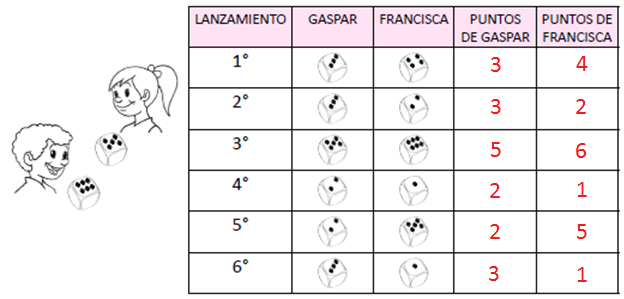 LANZAMIENTO GASPAR FRANCISCA PUNTOS DE GASPAR PUNTOS DE FRANCISCA
1° 3 4
2° 3 2
3° 5 6
4° 2 1
5° 2 5
6° 3 1